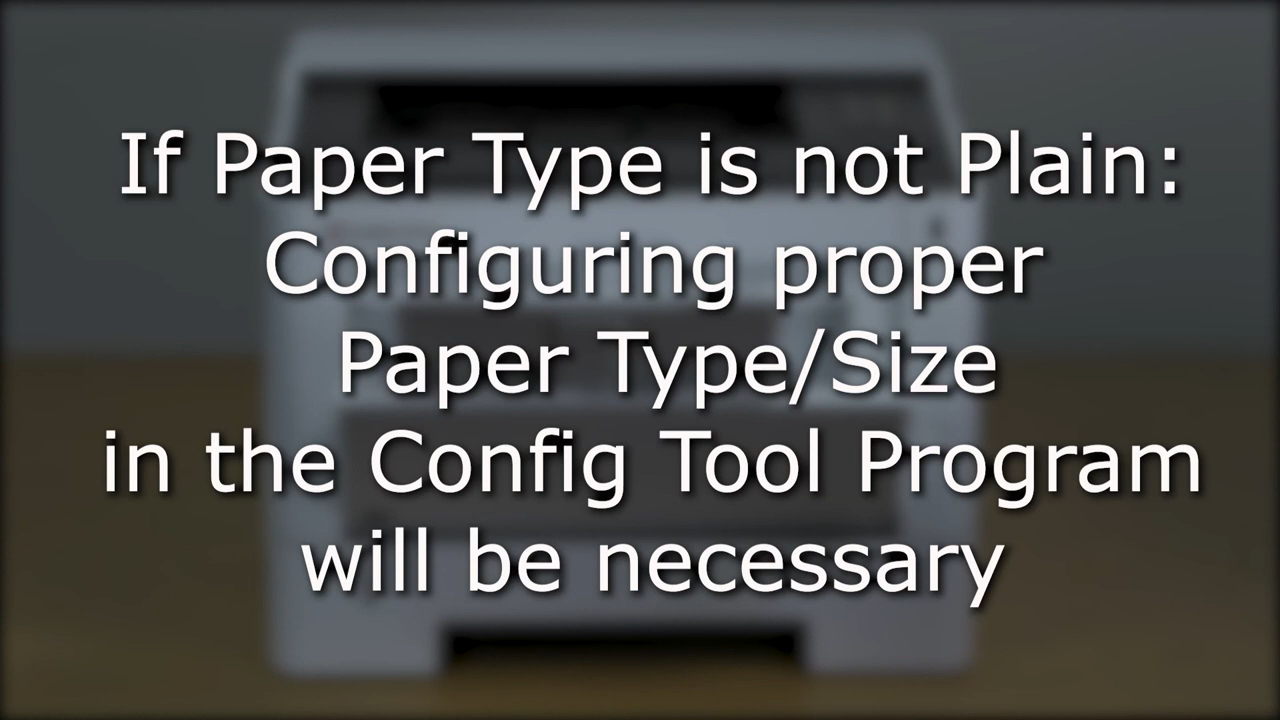 If Paper Type is not Plain:
Configuring proper
Paper Type/Size
in the Config Tool Program
will be necessary